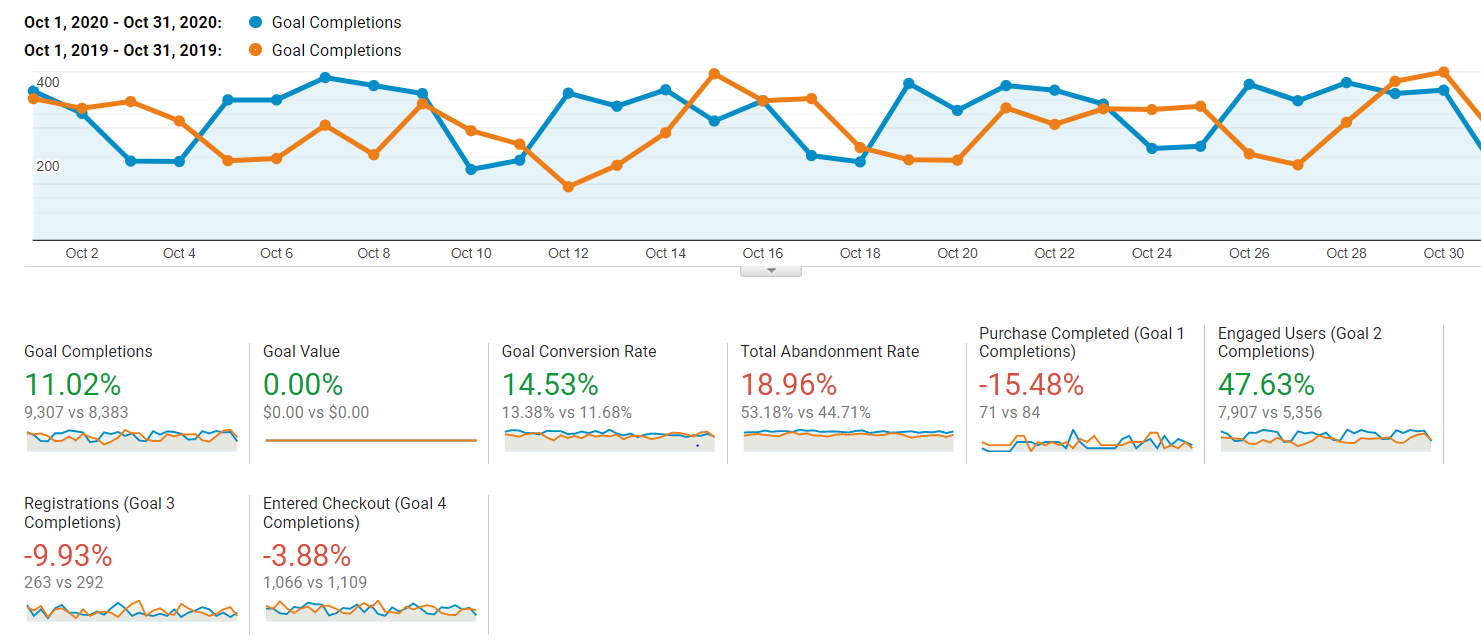 Oct 1, 2020 - Oct 31, 2020: Goal Completions
Oct 1, 2019 - Oct 31, 2019: Goal Completions
400
200
Oct 2 Oct 4 Oct 6 Oct 8 Oct 10 Oct 12 Oct 14 Oct 16 Oct 18 Oct 20 Oct 22 Oct 24 Oct 26 Oct 28 Oct 30
Goal Completions
11.02%
9,307 vs 8,383
Goal Value
0.00%
$0.00 vs $0.00
Goal Conversion Rate
14.53%
13.38% vs 11.68%
Total Abandonment Rate
18.96%
53.18% vs 44.71%
Purchase Completed (Goal 1
Completions)
-15.48%
71 vs 84
Engaged Users (Goal 2
Completions)
47.63%
7,907 vs 5,356
Registrations (Goal 3
Completions)
-9.93%
263 vs 292
Entered Checkout (Goal 4
Completions)
-3.88%
1,066 vs 1,109